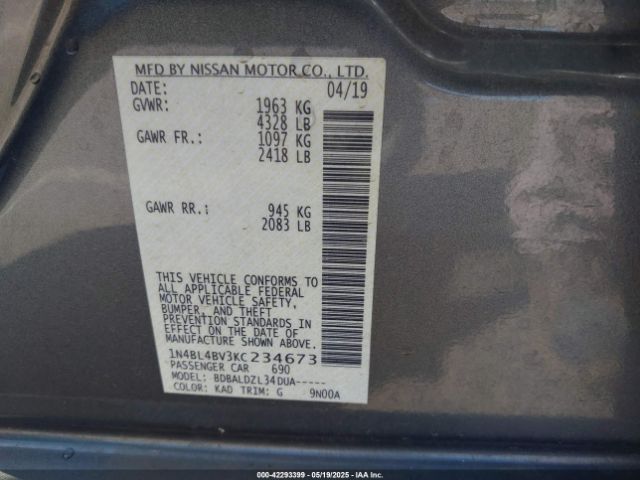 MFD BY NISSAN MOTOR CO., LTD.
DATE: 04/19
GVWR: 1963 KG
4328 LB
GAWR FR.: 1097 KG
2418 LB
GAWR RR.: 945 KG
2083 LB
THIS VEHICLE CONFORMS TO
ALL APPLICABLE FEDERAL
MOTOR VEHICLE SAFETY,
BUMPER, AND THEFT
PREVENTION STANDARDS IN
EFFECT ON THE DATE OF
MANUFACTURE SHOWN ABOVE.
1N4BL4BV3KC234673
PASSENGER CAR 690
MODEL: BDBALDZL34DUA-----
COLOR: KAD TRIM: G 9N00A
000-42293399 - 05/19/2025 - IAA Inc.